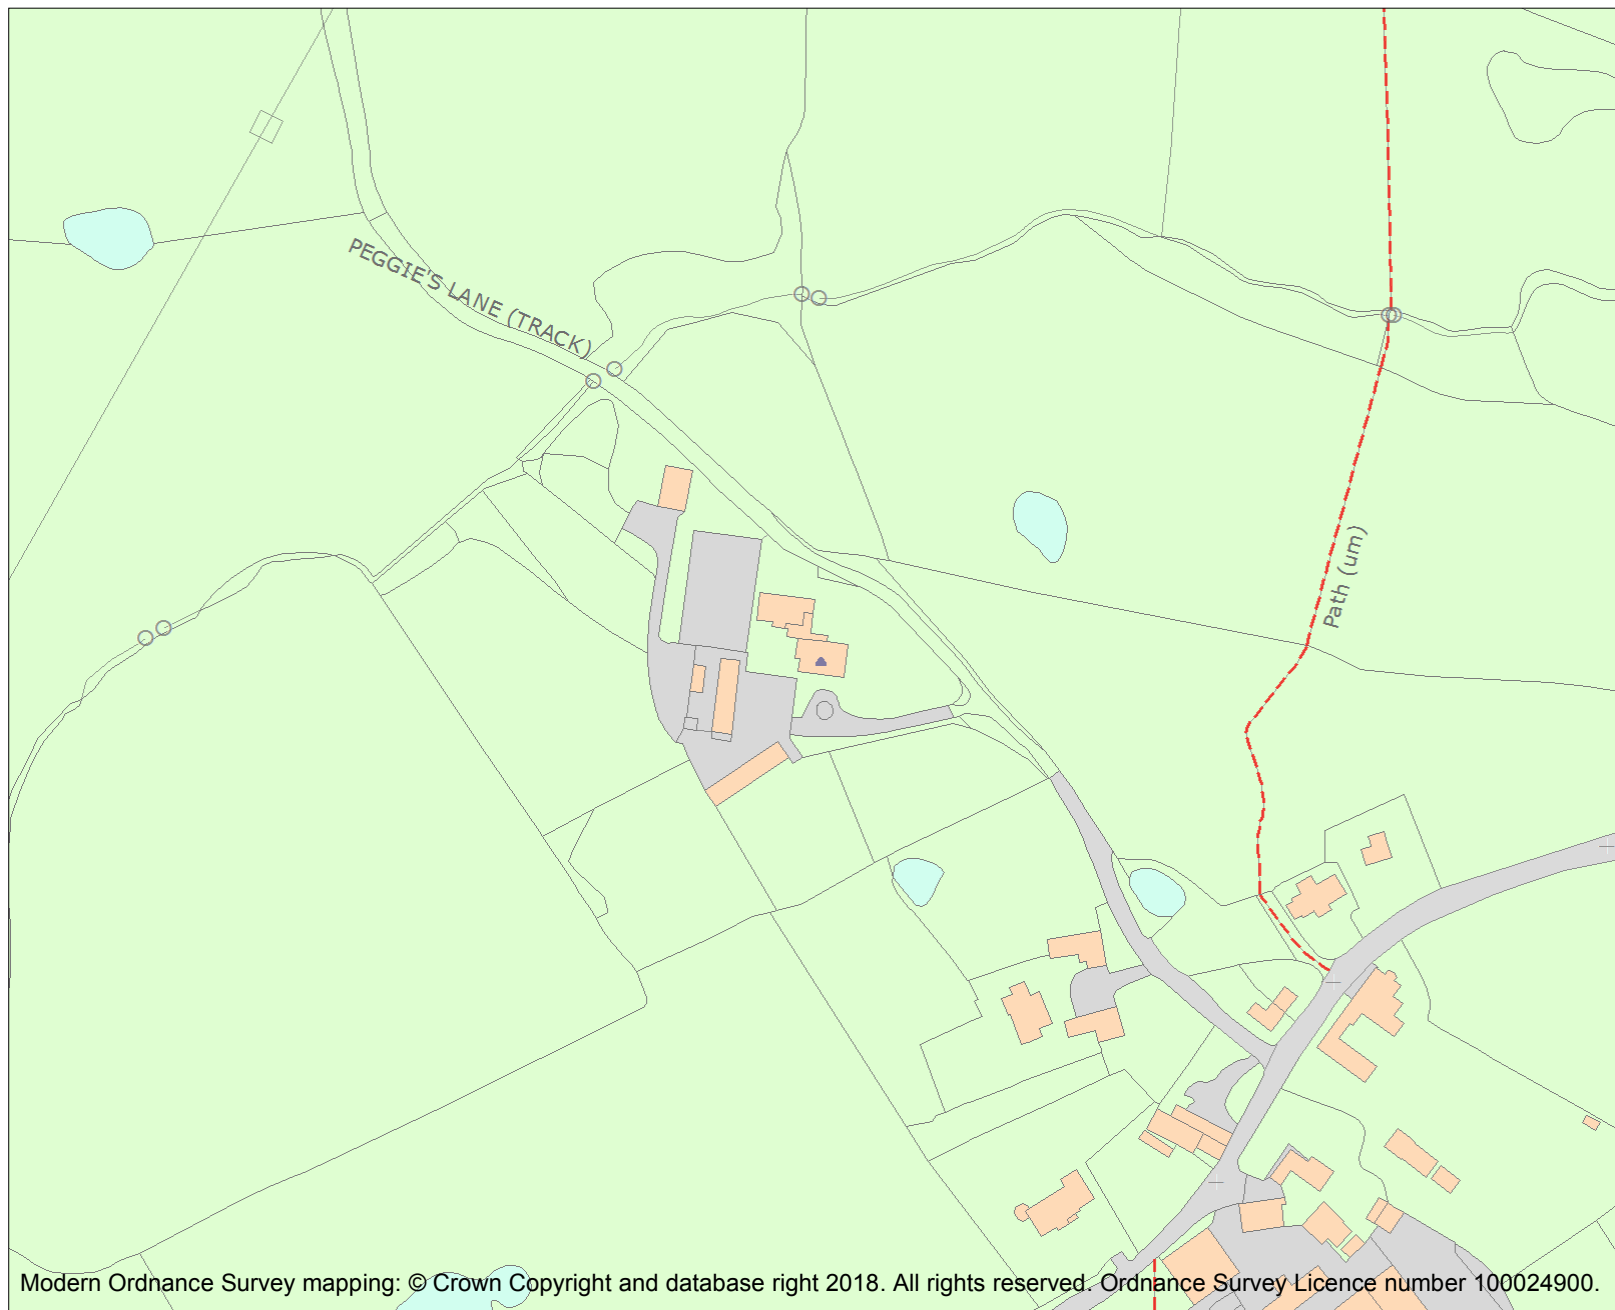 PEGGIE'S LANE (TRACK)
Path (um)
Modern Ordnance Survey mapping: © Crown Copyright and database right 2018. All rights reserved. Ordnance Survey Licence number 100024900.